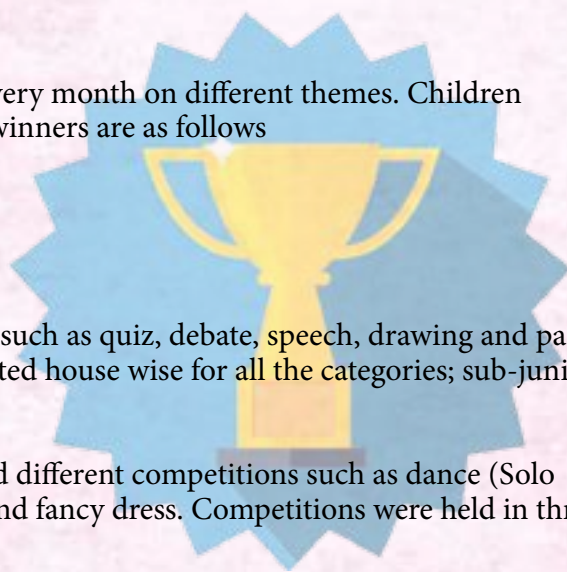 very month on different themes. Children
winners are as follows
such as quiz, debate, speech, drawing and pa
ted house wise for all the categories; sub-juni
d different competitions such as dance (Solo
nd fancy dress. Competitions were held in thr